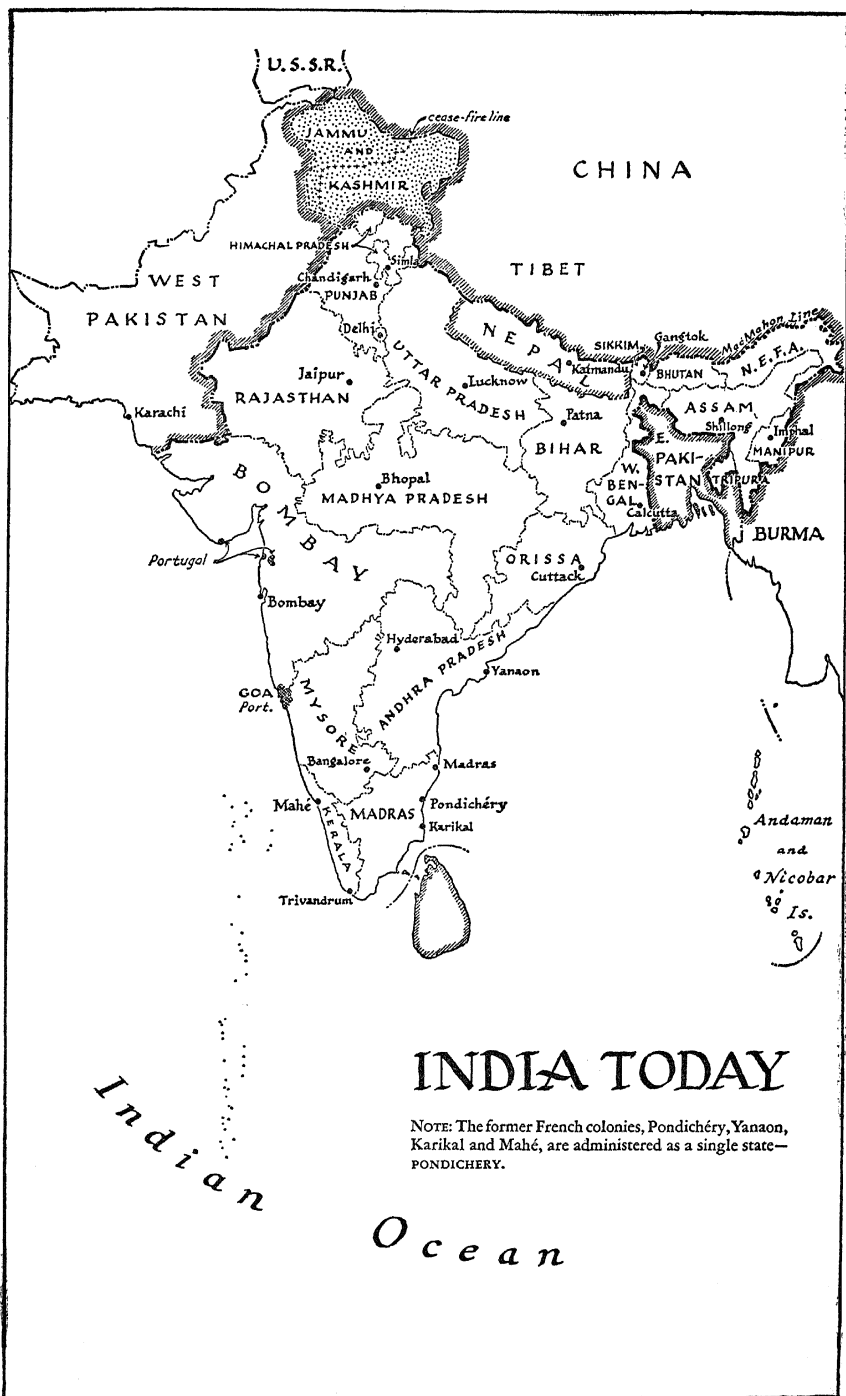 U.S.S.R.
cease-fire line
JAMMU
AND
KASHMIR
CHINA
HIMACHAL PRADESH
Simla
TIBET
WEST
PAKISTAN
Chandigarh
PUNJAB
Delhi
NEPAL
Katmandu
SIKKIM
Gangtok
BHUTAN
MacMahon Line
N.E.F.A.
Jaipur
RAJASTHAN
UTTAR PRADESH
Lucknow
Karachi
Patna
BIHAR
ASSAM
Shillong
Imphal
MANIPUR
E.
PAKI-
STAN
TRIPURA
W.
BEN-
GAL
Calcutta
BOMBAY
Bhopal
MADHYA PRADESH
BURMA
Portugal
ORISSA
Cuttack
Bombay
Hyderabad
ANDHRA PRADESH
Yanaon
GOA
Port.
MYSORE
Bangalore
Madras
Mahé
MADRAS
Pondichéry
Karikal
KERALA
Trivandrum
Andaman
and
Nicobar
Is.
INDIA TODAY
NOTE: The former French colonies, Pondichéry, Yanaon,
Karikal and Mahé, are administered as a single state—
PONDICHERY.
Indian
Ocean